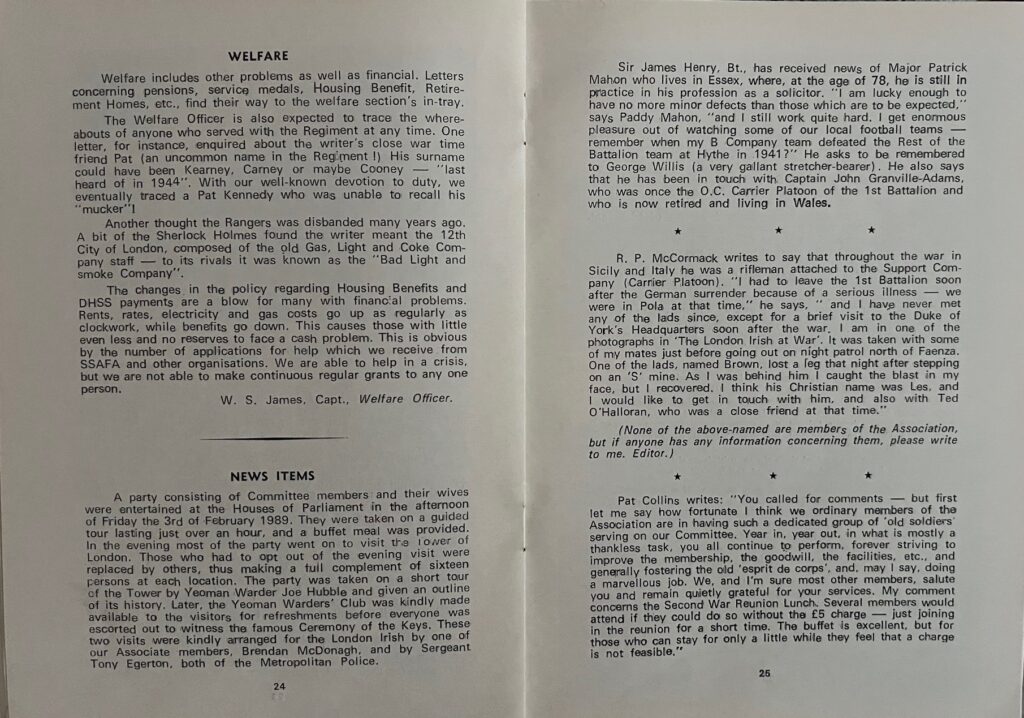 WELFARE
Welfare includes other problems as well as financial. Letters
concerning pensions, service medals, Housing Benefit, Retire-
ment Homes, etc., find their way to the welfare section's in-tray.
The Welfare Officer is also expected to trace the where-
abouts of anyone who served with the Regiment at any time. One
letter, for instance, enquired about the writer's close war time
friend Pat (an uncommon name in the Regiment !) His surname
could have been Kearney, Carney or maybe Cooney — "last
heard of in 1944". With our well-known devotion to duty, we
eventually traced a Pat Kennedy who was unable to recall his
"mucker"!
Another thought the Rangers was disbanded many years ago.
A bit of the Sherlock Holmes found the writer meant the 12th
City of London, composed of the old Gas, Light and Coke Com-
pany staff — to its rivals it was known as the "Bad Light and
smoke Company".
The changes in the policy regarding Housing Benefits and
DHSS payments are a blow for many with financial problems.
Rents, rates, electricity and gas costs go up as regularly as
clockwork, while benefits go down. This causes those with little
even less and no reserves to face a cash problem. This is obvious
by the number of applications for help which we receive from
SSAFA and other organisations. We are able to help in a crisis,
but we are not able to make continuous regular grants to any one
person.
W. S. James, Capt., Welfare Officer.
NEWS ITEMS
A party consisting of Committee members and their wives
were entertained at the Houses of Parliament in the afternoon
of Friday the 3rd of February 1989. They were taken on a guided
tour lasting just over an hour, and a buffet meal was provided.
In the evening most of the party went on to visit the Tower of
London. Those who had to opt out of the evening visit were
replaced by others, thus making a full complement of sixteen
persons at each location. The party was taken on a short tour
of the Tower by Yeoman Warder Joe Hubble and given an outline
of its history. Later, the Yeoman Warders' Club was kindly made
available to the visitors for refreshments before everyone was
escorted out to witness the famous Ceremony of the Keys. These
two visits were kindly arranged for the London Irish by one of
our Associate members, Brendan McDonagh, and by Sergeant
Tony Egerton, both of the Metropolitan Police.
24
Sir James Henry, Bt., has received news of Major Patrick
Mahon who lives in Essex, where, at the age of 78, he is still in
practice in his profession as a solicitor. "I am lucky enough to
have no more minor defects than those which are to be expected,"
says Paddy Mahon, "and I still work quite hard. I get enormous
pleasure out of watching some of our local football teams —
remember when my B Company team defeated the Rest of the
Battalion team at Hythe in 1941?" He asks to be remembered
to George Willis (a very gallant stretcher-bearer). He also says
that he has been in touch with Captain John Granville-Adams,
who was once the O.C. Carrier Platoon of the 1st Battalion and
who is now retired and living in Wales.
★ ★ ★
R. P. McCormack writes to say that throughout the war in
Sicily and Italy he was a rifleman attached to the Support Com-
pany (Carrier Platoon). "I had to leave the 1st Battalion soon
after the German surrender because of a serious illness — we
were in Pola at that time." he says, " and I have never met
any of the lads since, except for a brief visit to the Duke of
York's Headquarters soon after the war. I am in one of the
photographs in 'The London Irish at War'. It was taken with some
of my mates just before going out on night patrol north of Faenza.
One of the lads, named Brown, lost a leg that night after stepping
on an 'S' mine. As I was behind him I caught the blast in my
face, but I recovered. I think his Christian name was Les, and
I would like to get in touch with him, and also with Ted
O'Halloran, who was a close friend at that time."
(None of the above-named are members of the Association,
but if anyone has any information concerning them, please write
to me. Editor.)
★ ★ ★
Pat Collins writes: "You called for comments — but first
let me say how fortunate I think we ordinary members of the
Association are in having such a dedicated group of 'old soldiers'
serving on our Committee. Year in, year out, in what is mostly a
thankless task, you all continue to perform, forever striving to
improve the membership, the goodwill, the facilities, etc., and
generally fostering the old 'esprit de corps', and, may I say, doing
a marvellous job. We, and I'm sure most other members, salute
you and remain quietly grateful for your services. My comment
concerns the Second War Reunion Lunch. Several members would
attend if they could do so without the £5 charge — just joining
in the reunion for a short time. The buffet is excellent, but for
those who can stay for only a little while they feel that a charge
is not feasible."
25